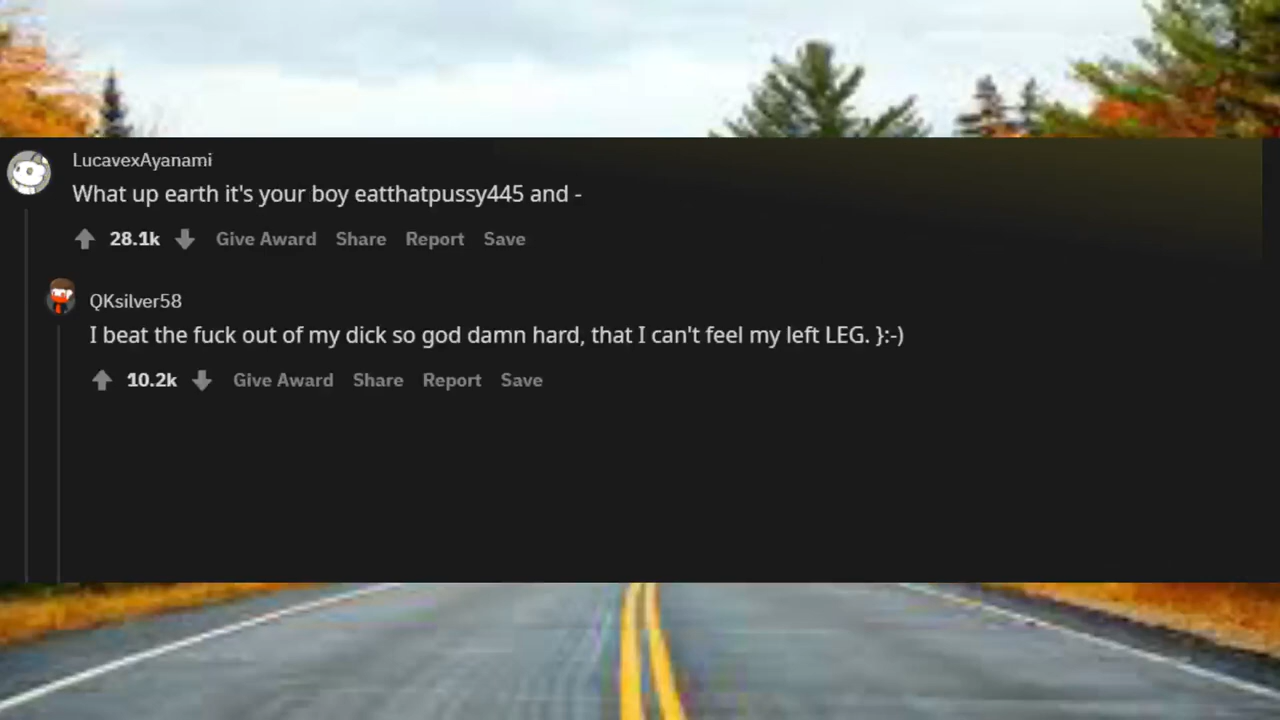 LucavexAyanami
What up earth it's your boy eatthatpussy445 and -
28.1k Give Award Share Report Save
QKsilver58
I beat the fuck out of my dick so god damn hard, that I can't feel my left LEG. }:-)
10.2k Give Award Share Report Save